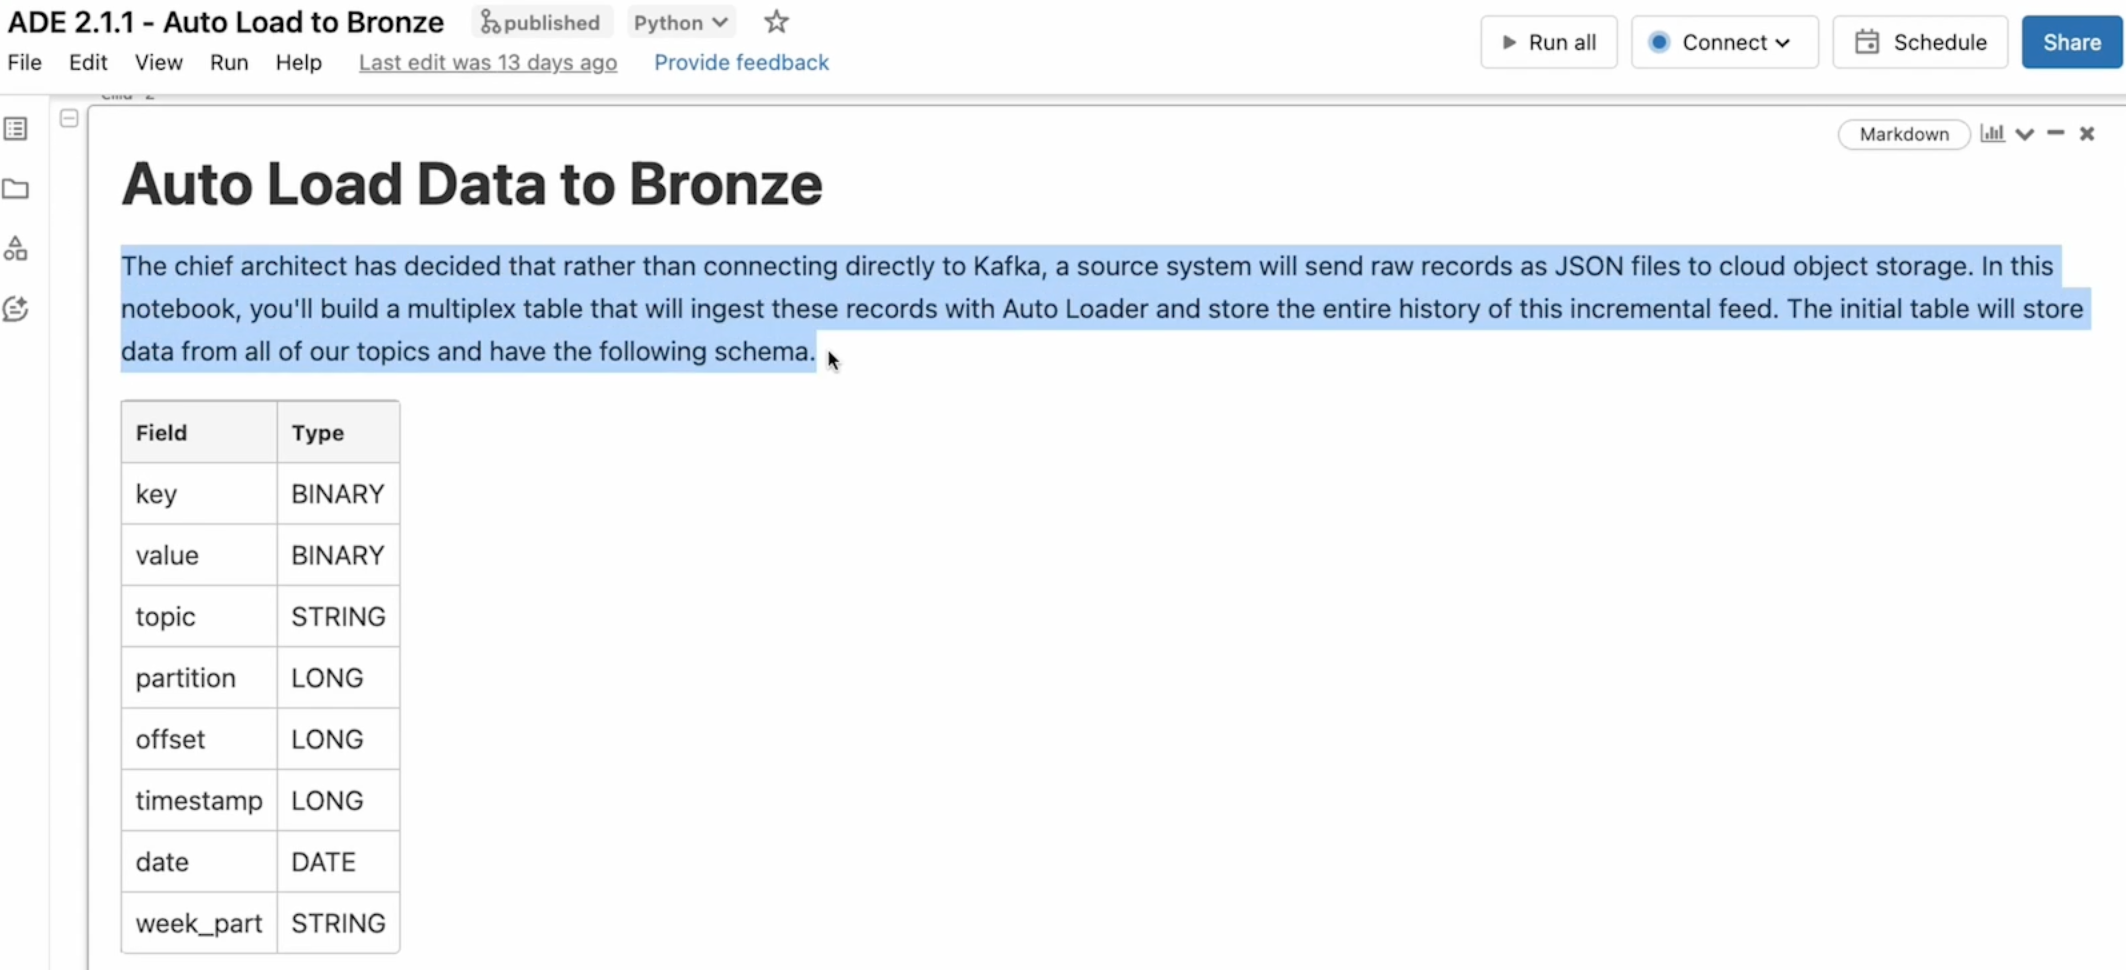 ADE 2.1.1 - Auto Load to Bronze published Python
Run all Connect Schedule Share
File Edit View Run Help Last edit was 13 days ago Provide feedback
Markdown
Auto Load Data to Bronze
The chief architect has decided that rather than connecting directly to Kafka, a source system will send raw records as JSON files to cloud object storage. In this
notebook, you'll build a multiplex table that will ingest these records with Auto Loader and store the entire history of this incremental feed. The initial table will store
data from all of our topics and have the following schema.
Field Type
key BINARY
value BINARY
topic STRING
partition LONG
offset LONG
timestamp LONG
date DATE
week_part STRING